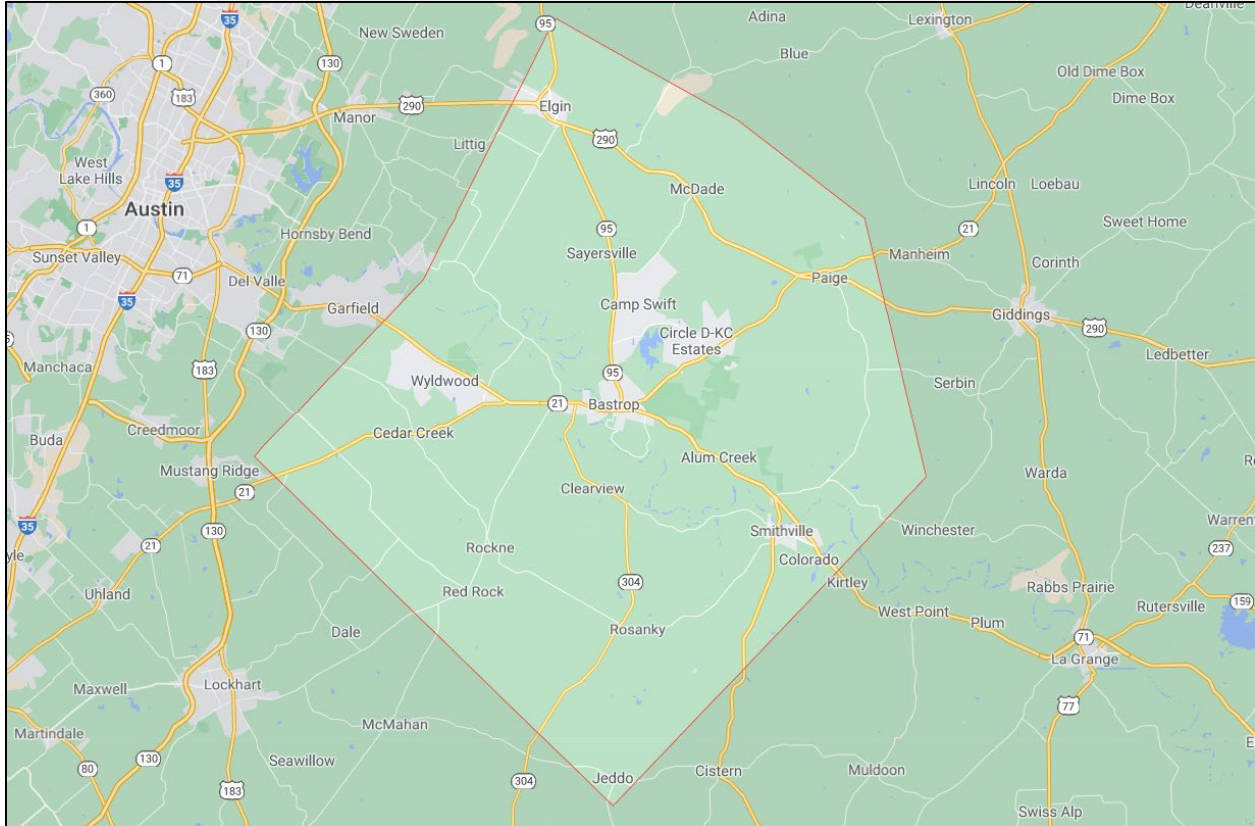 95
35
Adina
Deanville
Lexington
New Sweden
Blue
130
1
Old Dime Box
360
183
290
Elgin
Dime Box
Manor
Littig
290
West
Lake Hills
35
McDade
Lincoln
Loebau
Austin
1
Hornsby Bend
95
21
Sweet Home
Sunset Valley
71
Sayersville
Manheim
Corinth
Del Valle
Paige
35
Garfield
Camp Swift
Giddings
130
Circle D-KC
Estates
290
Manchaca
183
Ledbetter
95
Wyldwood
Serbin
21
Bastrop
Buda
Creedmoor
Cedar Creek
Alum Creek
Mustang Ridge
Warda
21
Clearview
35
130
Smithville
Winchester
Warren
21
Rockne
237
Colorado
304
Kirtley
Rabbs Prairie
Uhland
Red Rock
159
West Point
Rutersville
Dale
Rosanky
Plum
71
La Grange
Maxwell
Lockhart
77
McMahan
Martindale
130
Seawillow
80
304
Jeddo
Cistern
Muldoon
183
Swiss Alp